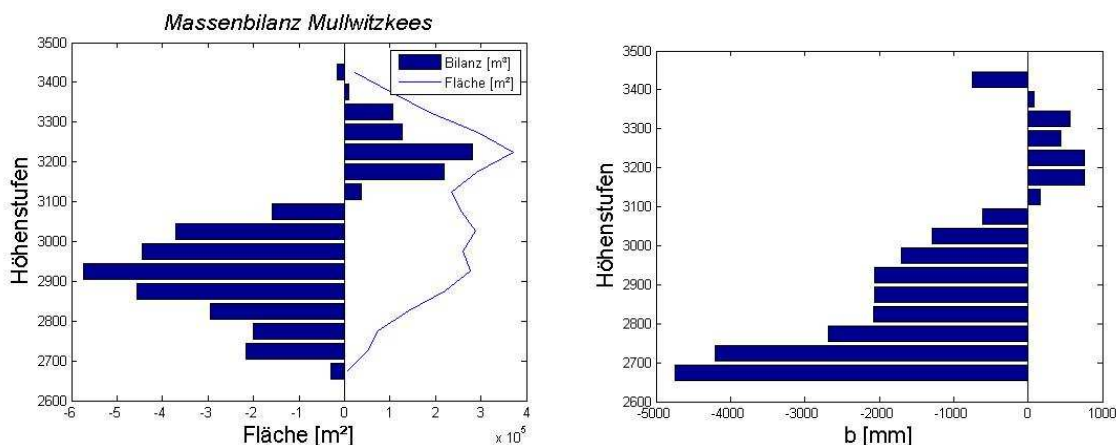 Massenbilanz Mullwitzkees
3500
3400
3300
3200
3100
3000
2900
2800
2700
2600
Höhenstufen
Bilanz [m³]
Fläche [m²]
-6 -5 -4 -3 -2 -1 0 1 2 3 4
Fläche [m²]
x 10⁵
3500
3400
3300
3200
3100
3000
2900
2800
2700
2600
Höhenstufen
-5000 -4000 -3000 -2000 -1000 0 1000
b [mm]